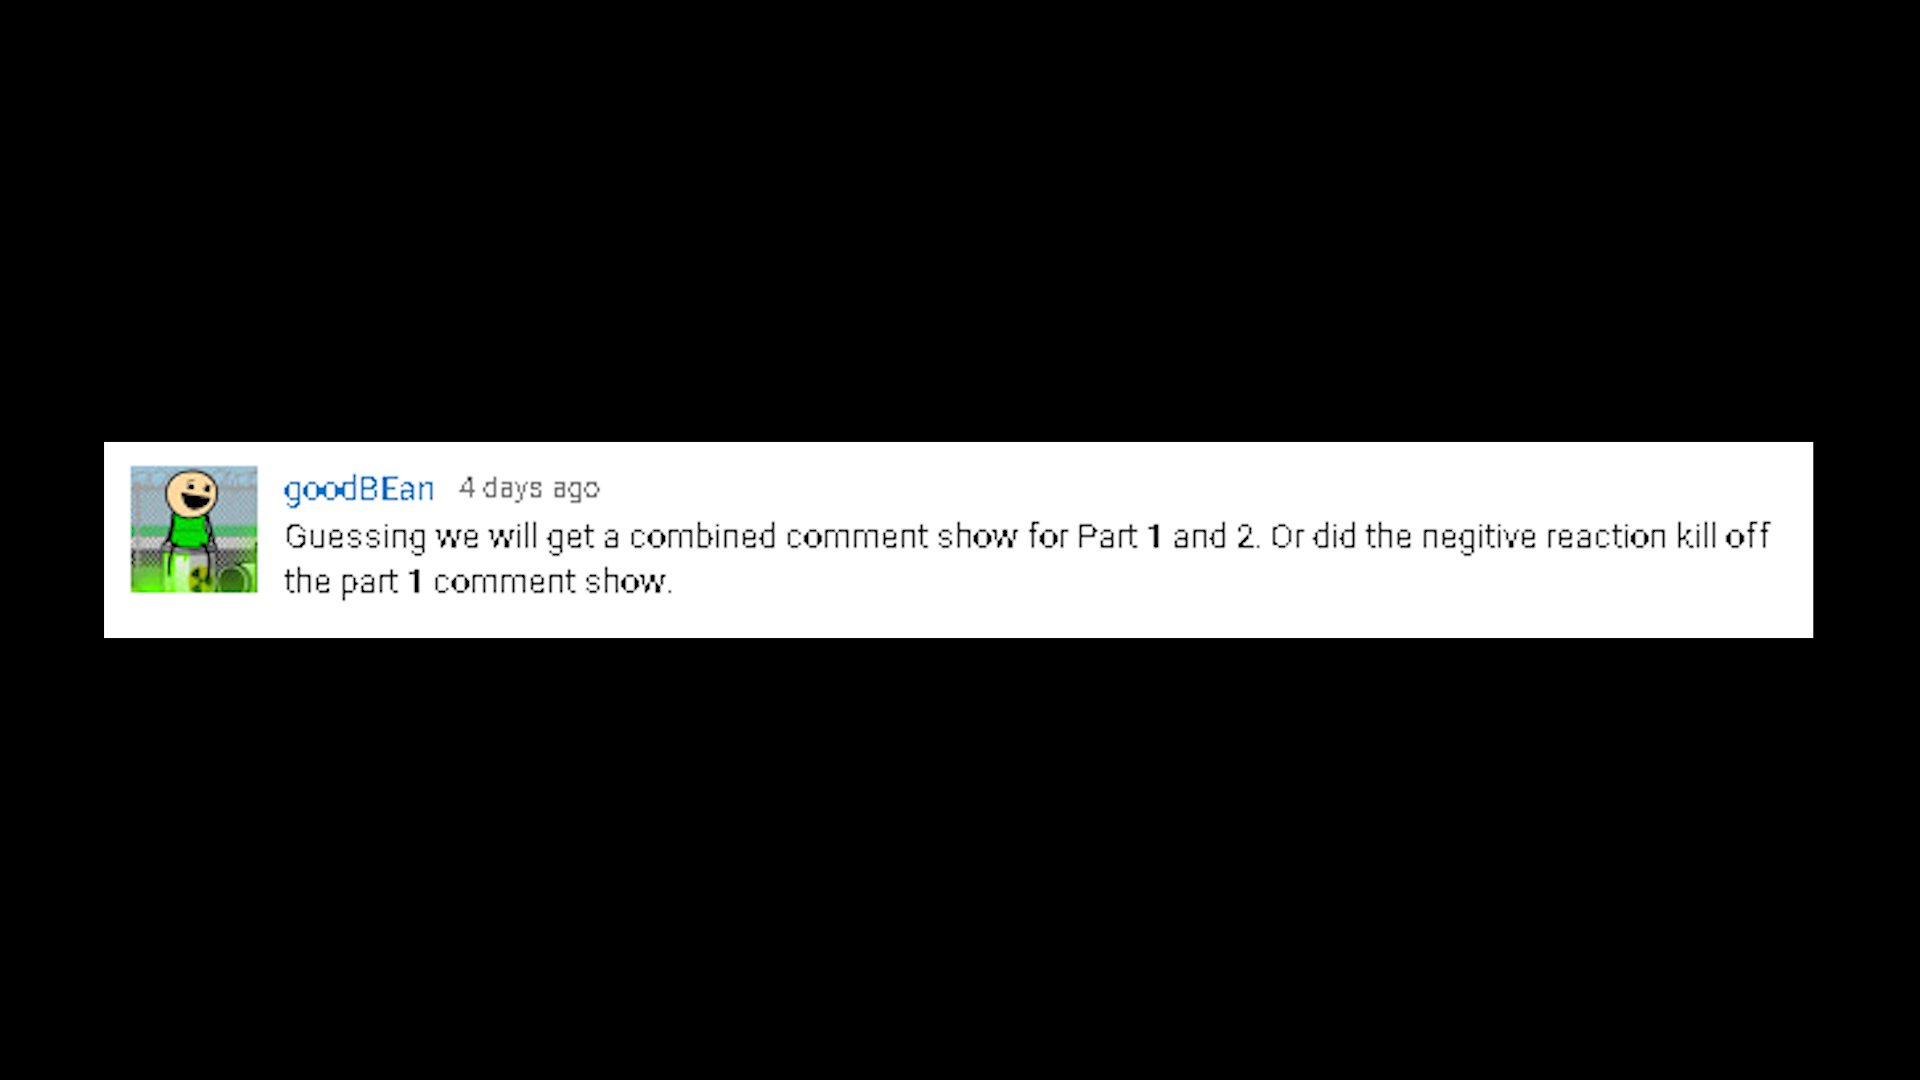 goodBEan 4 days ago
Guessing we will get a combined comment show for Part 1 and 2. Or did the negitive reaction kill off
the part 1 comment show.